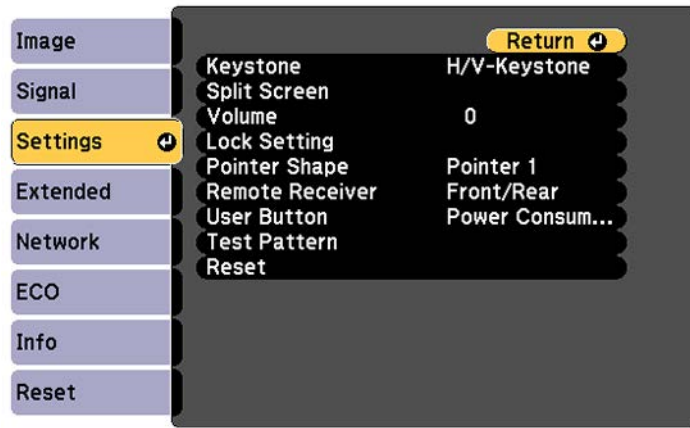 Image
Signal
Settings
Extended
Network
ECO
Info
Reset
Return
Keystone H/V-Keystone
Split Screen
Volume 0
Lock Setting
Pointer Shape Pointer 1
Remote Receiver Front/Rear
User Button Power Consum...
Test Pattern
Reset